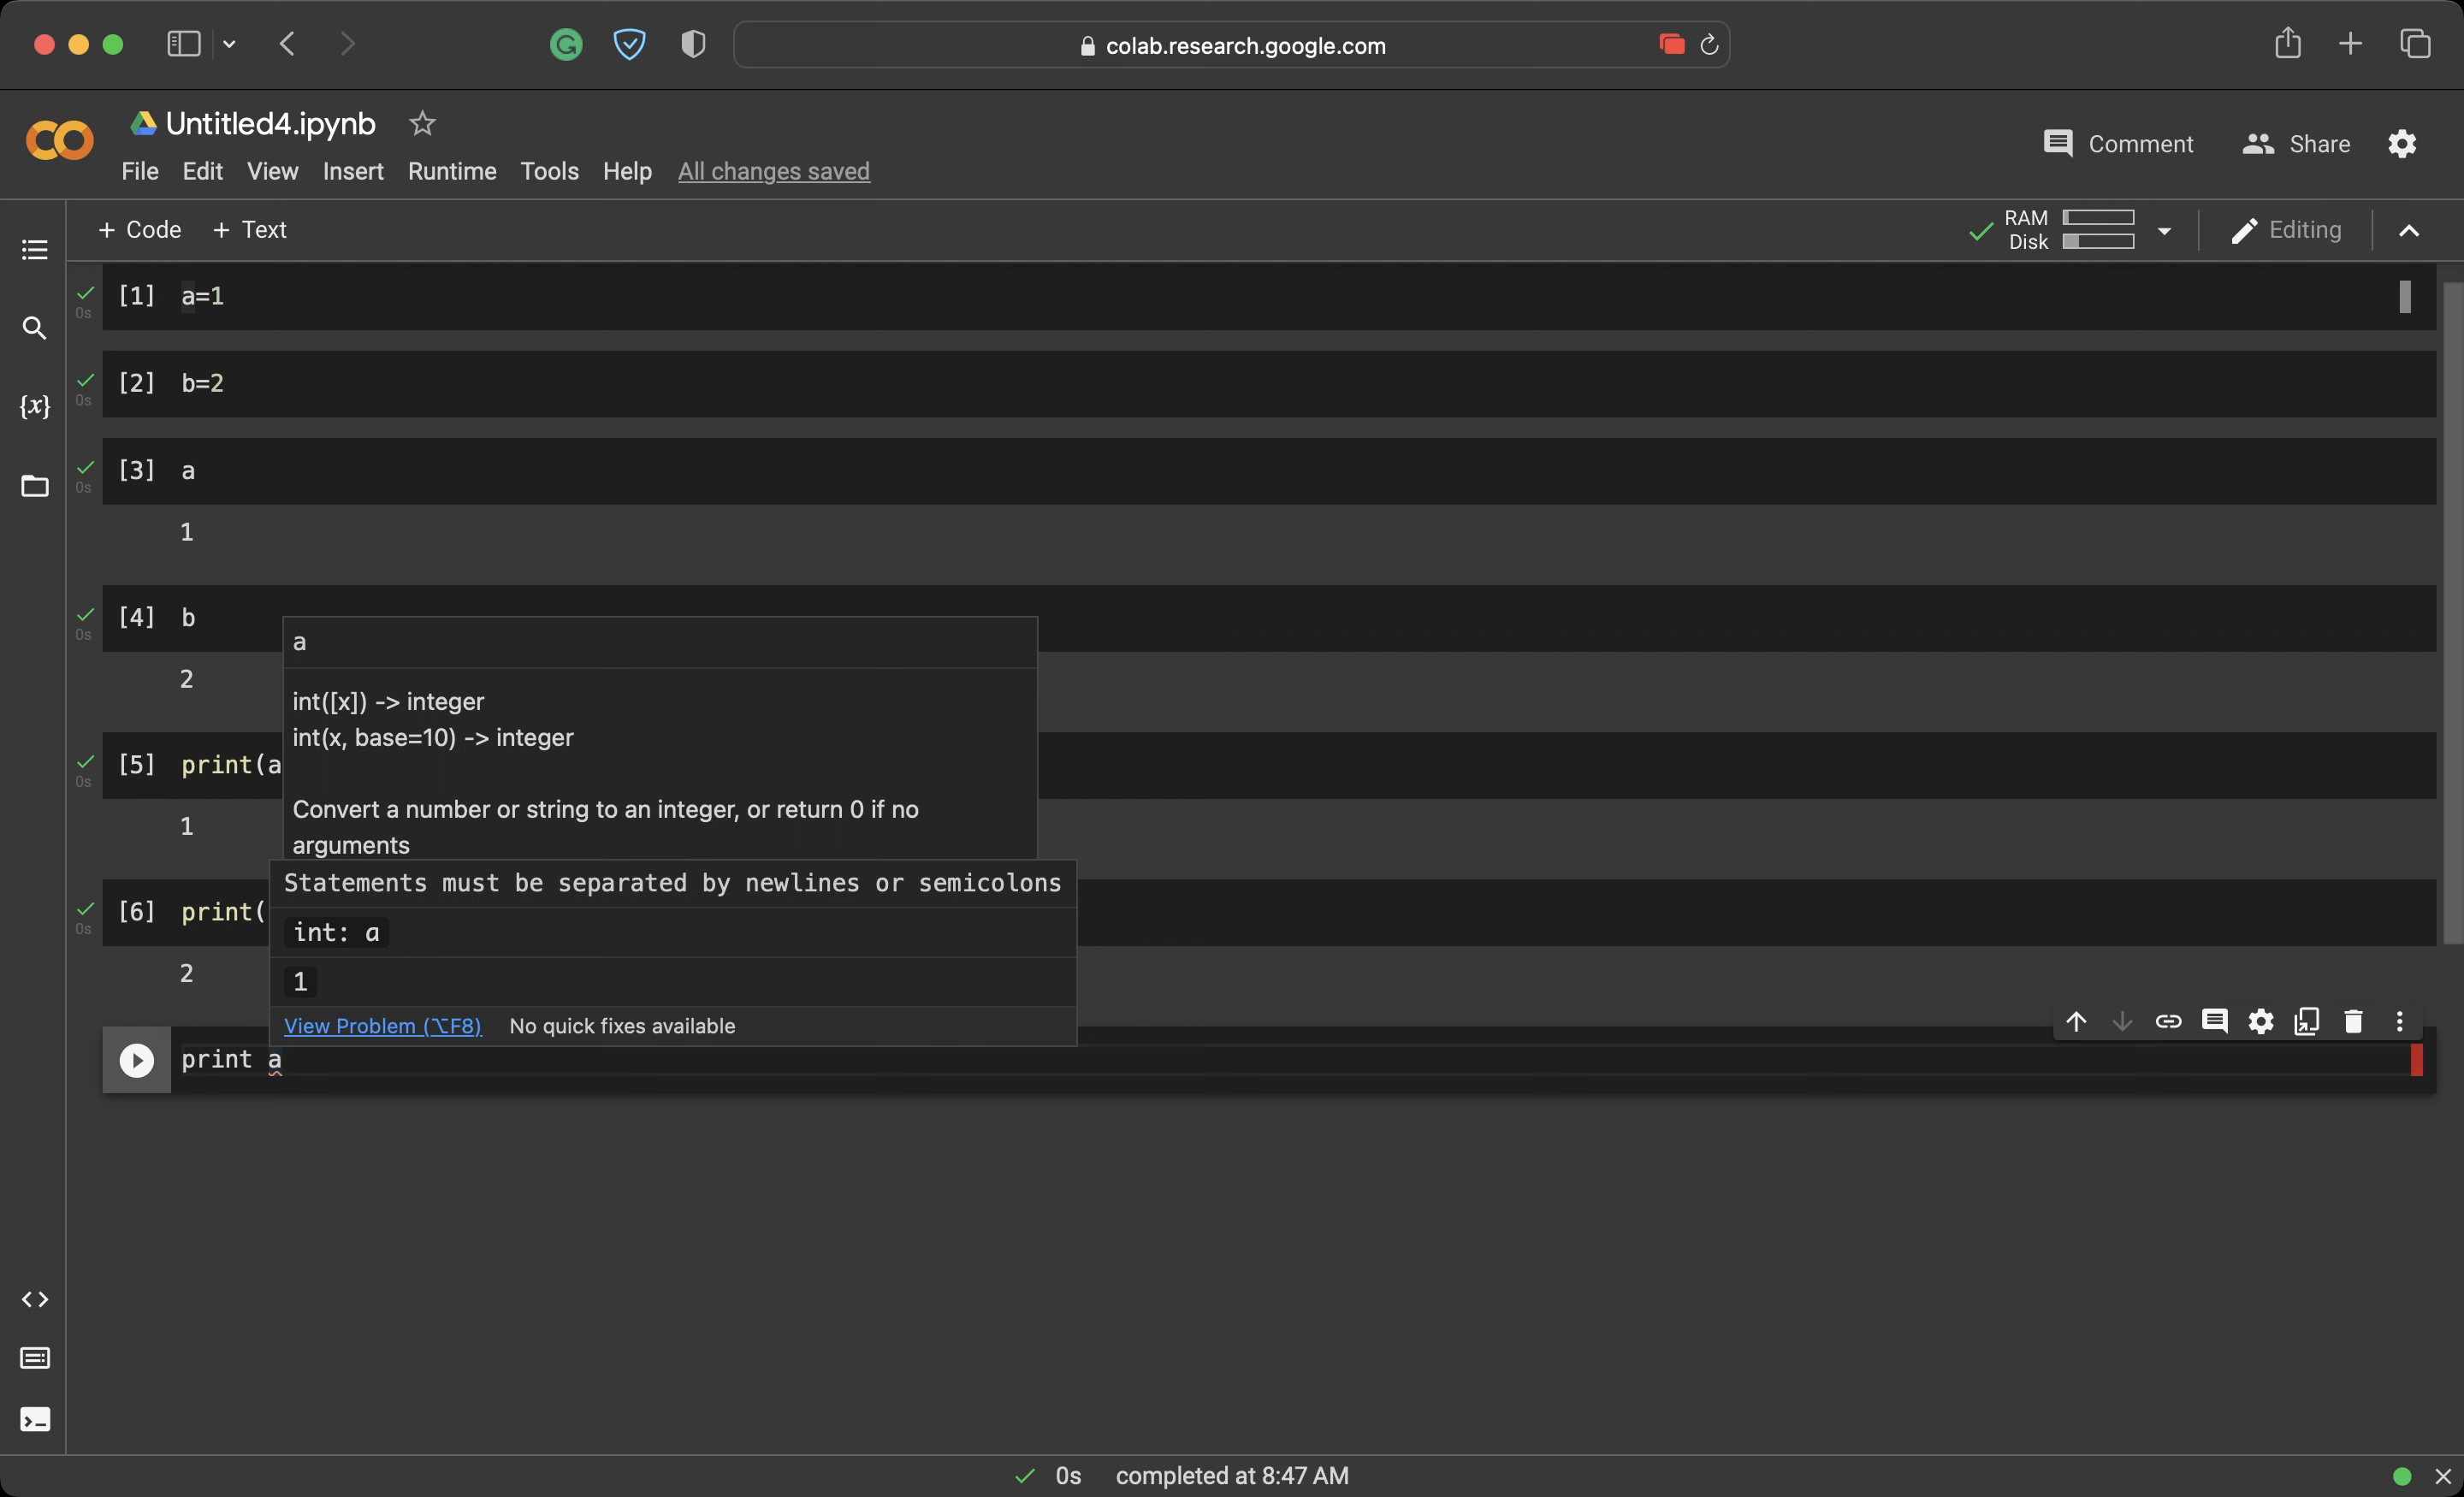 colab.research.google.com
Untitled4.ipynb
File Edit View Insert Runtime Tools Help All changes saved
Comment Share
+ Code + Text
RAM
Disk
Editing
[1] a=1
0s
[2] b=2
0s
{x}
[3] a
0s
1
[4] b
0s
2
a
int([x]) -> integer
int(x, base=10) -> integer
[5] print(a
0s
Convert a number or string to an integer, or return 0 if no
arguments
1
Statements must be separated by newlines or semicolons
[6] print(
0s
int: a
2
1
View Problem (⌥F8) No quick fixes available
print a
0s completed at 8:47 AM